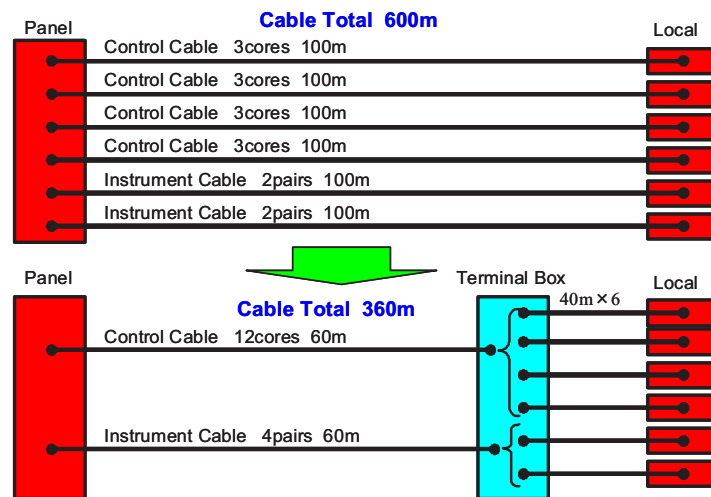 Cable Total 600m
Panel
Local
Control Cable 3cores 100m
Control Cable 3cores 100m
Control Cable 3cores 100m
Control Cable 3cores 100m
Instrument Cable 2pairs 100m
Instrument Cable 2pairs 100m
Panel
Terminal Box
Local
Cable Total 360m
40m×6
Control Cable 12cores 60m
Instrument Cable 4pairs 60m